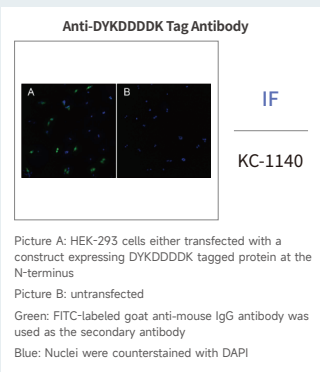 Anti-DYKDDDDK Tag Antibody
A
B
IF
KC-1140
Picture A: HEK-293 cells either transfected with a
construct expressing DYKDDDDK tagged protein at the
N-terminus
Picture B: untransfected
Green: FITC-labeled goat anti-mouse IgG antibody was
used as the secondary antibody
Blue: Nuclei were counterstained with DAPI